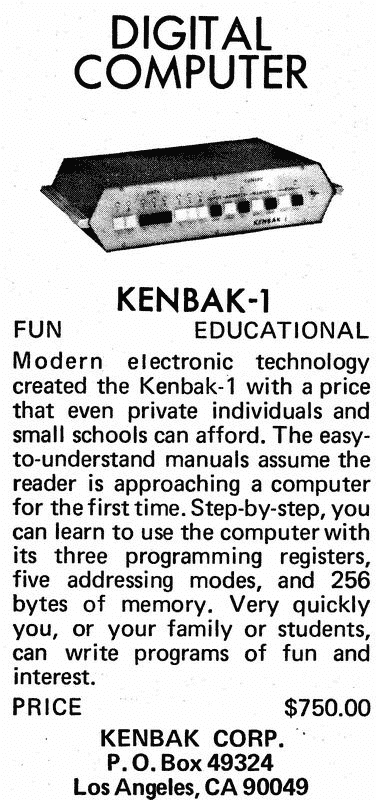 DIGITAL
COMPUTER
KENBAK-1
KENBAK-1
FUN EDUCATIONAL
Modern electronic technology
created the Kenbak-1 with a price
that even private individuals and
small schools can afford. The easy-
to-understand manuals assume the
reader is approaching a computer
for the first time. Step-by-step, you
can learn to use the computer with
its three programming registers,
five addressing modes, and 256
bytes of memory. Very quickly
you, or your family or students,
can write programs of fun and
interest.
PRICE $750.00
KENBAK CORP.
P. O. Box 49324
Los Angeles, CA 90049